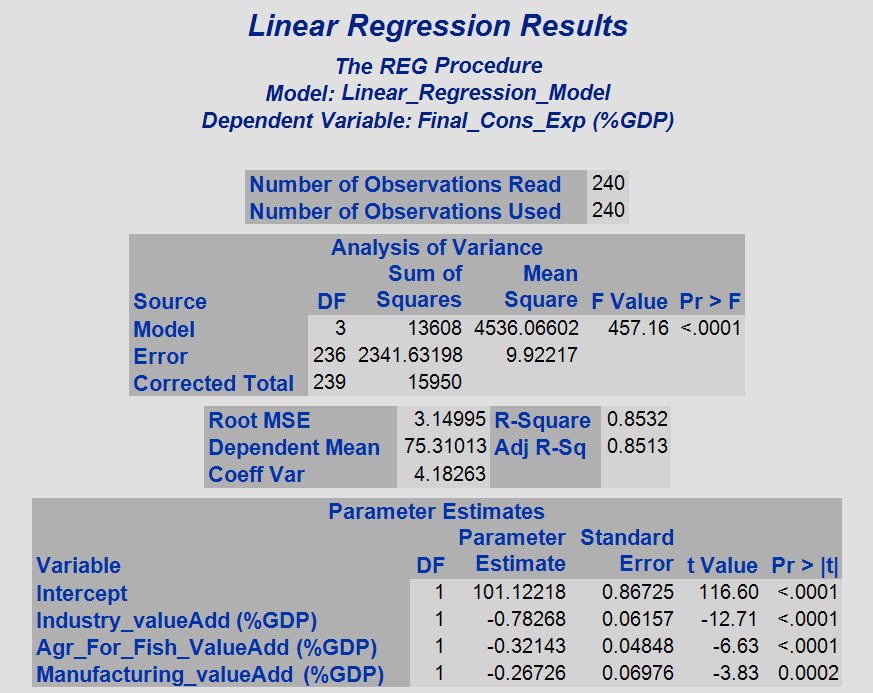 Linear Regression Results
The REG Procedure
Model: Linear_Regression_Model
Dependent Variable: Final_Cons_Exp (%GDP)
Number of Observations Read 240
Number of Observations Used 240
Analysis of Variance
Sum of Mean
Source DF Squares Square F Value Pr > F
Model 3 13608 4536.06602 457.16 <.0001
Error 236 2341.63198 9.92217
Corrected Total 239 15950
Root MSE 3.14995 R-Square 0.8532
Dependent Mean 75.31013 Adj R-Sq 0.8513
Coeff Var 4.18263
Parameter Estimates
Parameter Standard
Variable DF Estimate Error t Value Pr > |t|
Intercept 1 101.12218 0.86725 116.60 <.0001
Industry_valueAdd (%GDP) 1 -0.78268 0.06157 -12.71 <.0001
Agr_For_Fish_ValueAdd (%GDP) 1 -0.32143 0.04848 -6.63 <.0001
Manufacturing_valueAdd (%GDP) 1 -0.26726 0.06976 -3.83 0.0002